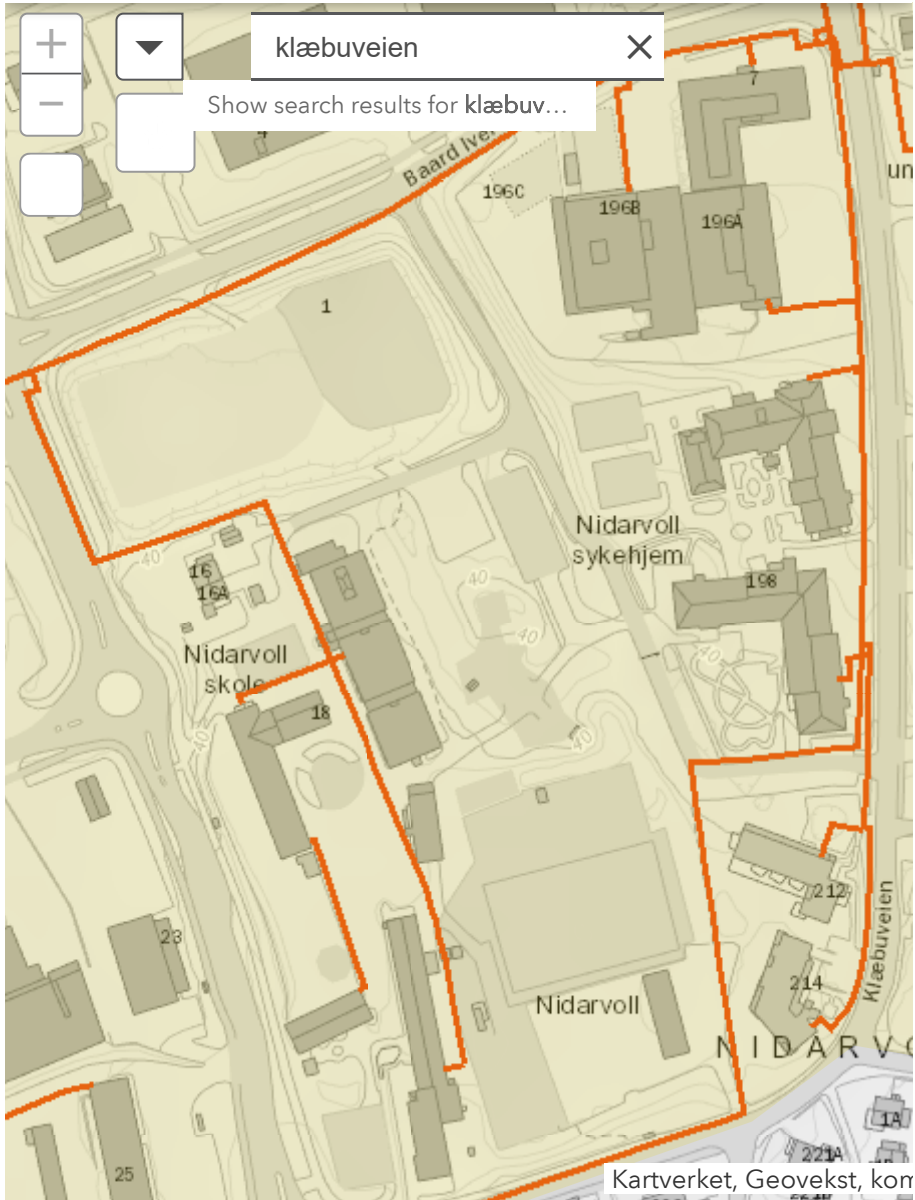 klæbuveien
Show search results for klæbuv…
7
4
Baard Iver
196C
196B
196A
un
1
Nidarvoll
sykehjem
40
16
16A
198
40
40
40
Nidarvoll
skole
18
40
40
212
23
Klæbuveien
214
Nidarvoll
NIDARVO
1A
221A
25
Kartverket, Geovekst, kom